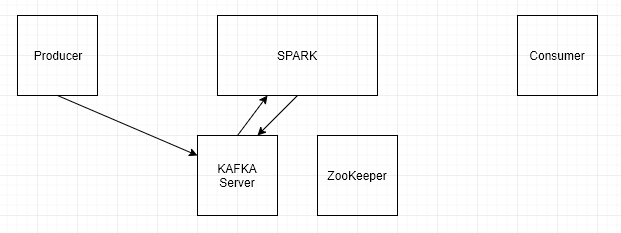 Producer
SPARK
Consumer
KAFKA
Server
ZooKeeper